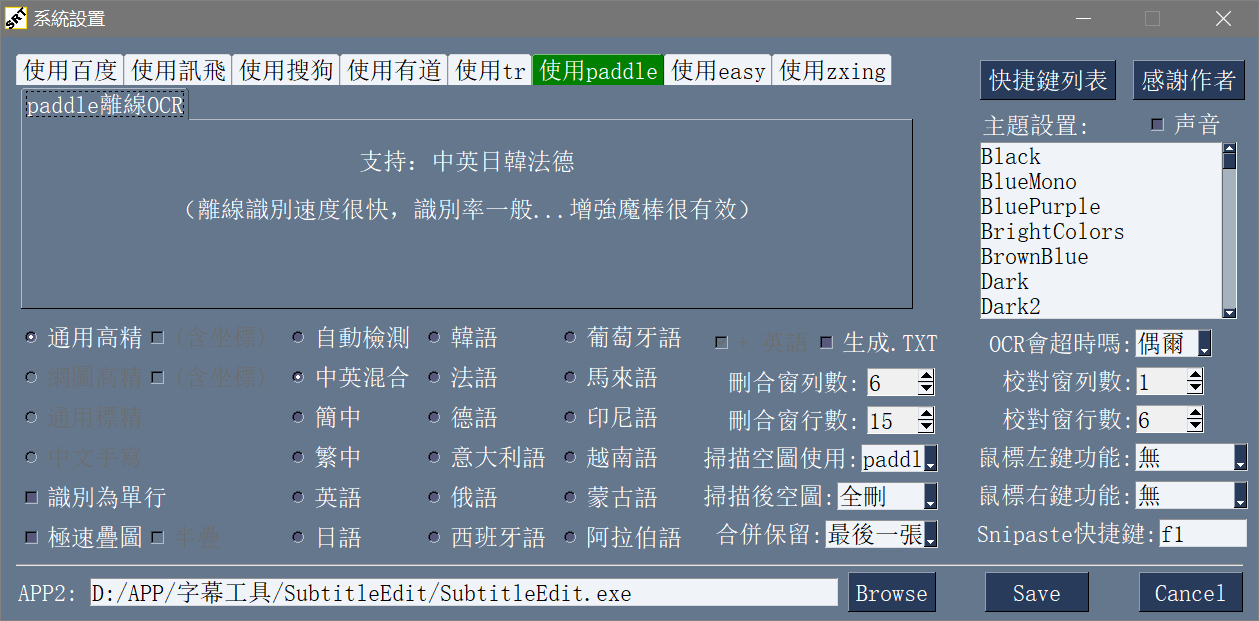 SRT 系統設置
使用百度 使用訊飛 使用搜狗 使用有道 使用tr 使用paddle 使用easy 使用zxing
快捷鍵列表 感謝作者
paddle離線OCR
主題設置: 声音
支持: 中英日韓法德
(離線識別速度很快, 識別率一般...增強魔棒很有效)
Black
BlueMono
BluePurple
BrightColors
BrownBlue
Dark
Dark2
通用高精 (含坐標) 自動檢測 韓語 葡萄牙語 + 英語 生成.TXT OCR會超時嗎: 偶爾
網圖高精 (含坐標) 中英混合 法語 馬來語 刪合窗列數: 6 校對窗列數: 1
通用標精 簡中 德語 印尼語 刪合窗行數: 15 校對窗行數: 6
中文手寫 繁中 意大利語 越南語 掃描空圖使用: paddl 鼠標左鍵功能: 無
識別為單行 英語 俄語 蒙古語 掃描後空圖: 全刪 鼠標右鍵功能: 無
極速疊圖 半疊 日語 西班牙語 阿拉伯語 合併保留: 最後一張 Snipaste快捷鍵: f1
APP2: D:/APP/字幕工具/SubtitleEdit/SubtitleEdit.exe Browse Save Cancel